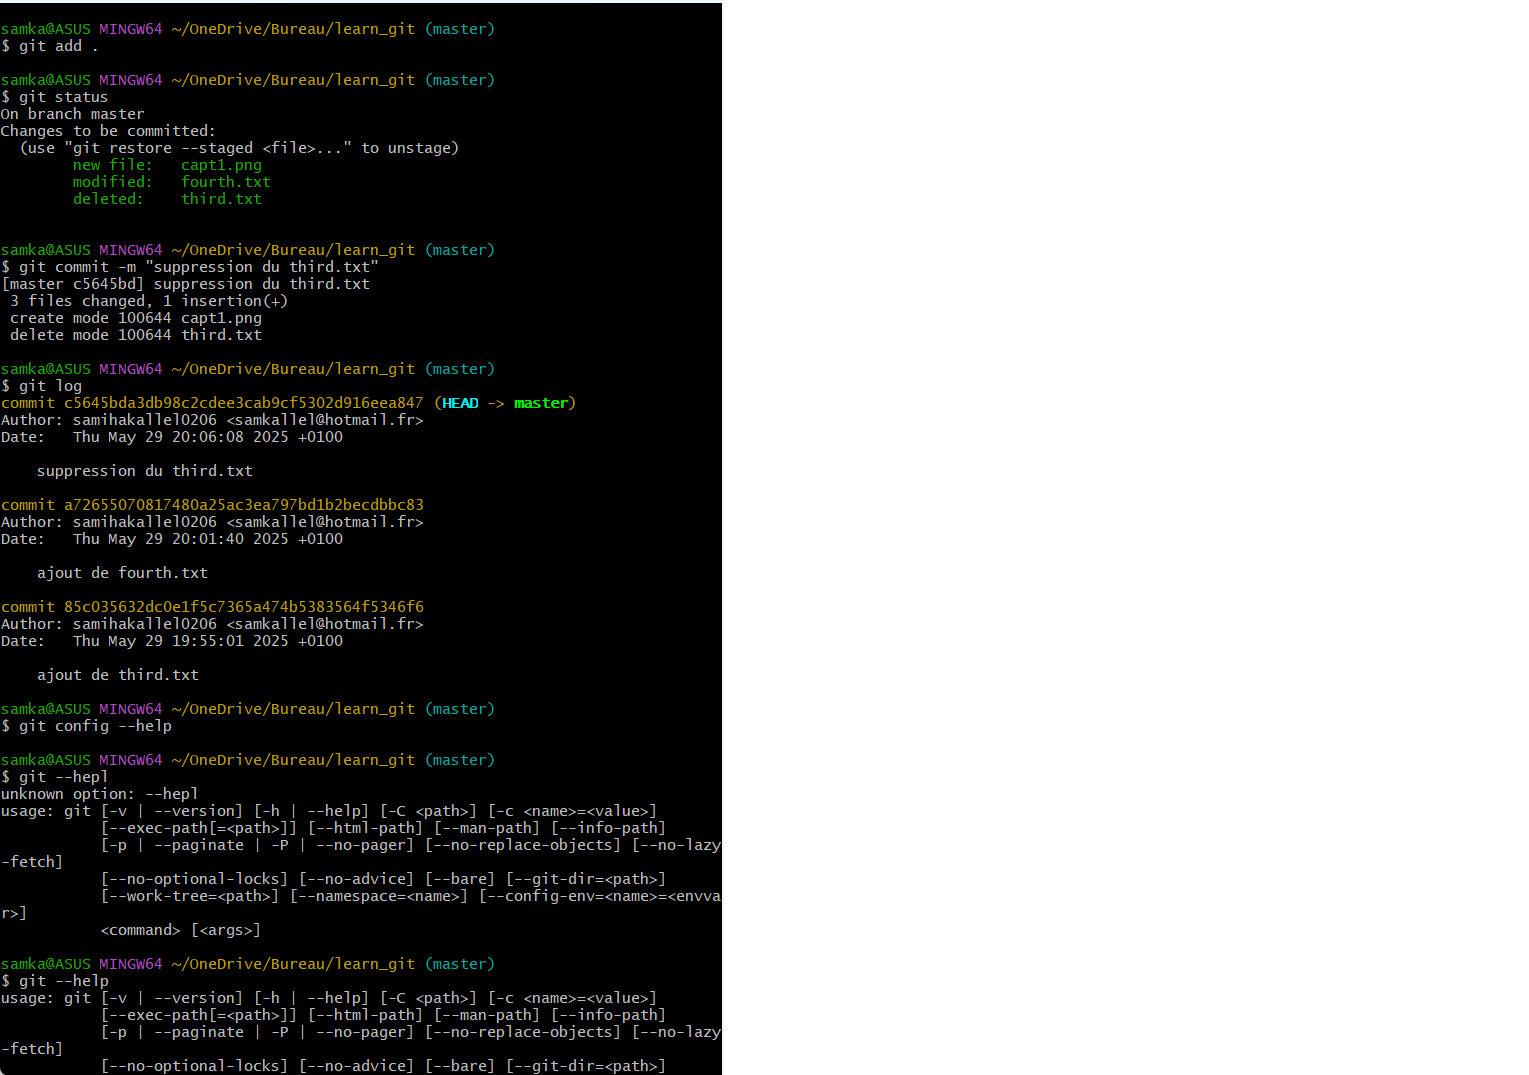 samka@ASUS MINGW64 ~/OneDrive/Bureau/learn_git (master)
$ git add .
samka@ASUS MINGW64 ~/OneDrive/Bureau/learn_git (master)
$ git status
On branch master
Changes to be committed:
  (use "git restore --staged <file>..." to unstage)
        new file:   capt1.png
        modified:   fourth.txt
        deleted:    third.txt
samka@ASUS MINGW64 ~/OneDrive/Bureau/learn_git (master)
$ git commit -m "suppression du third.txt"
[master c5645bd] suppression du third.txt
 3 files changed, 1 insertion(+)
 create mode 100644 capt1.png
 delete mode 100644 third.txt
samka@ASUS MINGW64 ~/OneDrive/Bureau/learn_git (master)
$ git log
commit c5645bda3db98c2cdee3cab9cf5302d916eea847 (HEAD -> master)
Author: samihakallel0206 <samkallel@hotmail.fr>
Date:   Thu May 29 20:06:08 2025 +0100
    suppression du third.txt
commit a72655070817480a25ac3ea797bd1b2becdbbc83
Author: samihakallel0206 <samkallel@hotmail.fr>
Date:   Thu May 29 20:01:40 2025 +0100
    ajout de fourth.txt
commit 85c035632dc0e1f5c7365a474b5383564f5346f6
Author: samihakallel0206 <samkallel@hotmail.fr>
Date:   Thu May 29 19:55:01 2025 +0100
    ajout de third.txt
samka@ASUS MINGW64 ~/OneDrive/Bureau/learn_git (master)
$ git config --help
samka@ASUS MINGW64 ~/OneDrive/Bureau/learn_git (master)
$ git --hepl
unknown option: --hepl
usage: git [-v | --version] [-h | --help] [-C <path>] [-c <name>=<value>]
           [--exec-path[=<path>]] [--html-path] [--man-path] [--info-path]
           [-p | --paginate | -P | --no-pager] [--no-replace-objects] [--no-lazy
-fetch]
           [--no-optional-locks] [--no-advice] [--bare] [--git-dir=<path>]
           [--work-tree=<path>] [--namespace=<name>] [--config-env=<name>=<envva
r>]
           <command> [<args>]
samka@ASUS MINGW64 ~/OneDrive/Bureau/learn_git (master)
$ git --help
usage: git [-v | --version] [-h | --help] [-C <path>] [-c <name>=<value>]
           [--exec-path[=<path>]] [--html-path] [--man-path] [--info-path]
           [-p | --paginate | -P | --no-pager] [--no-replace-objects] [--no-lazy
-fetch]
           [--no-optional-locks] [--no-advice] [--bare] [--git-dir=<path>]